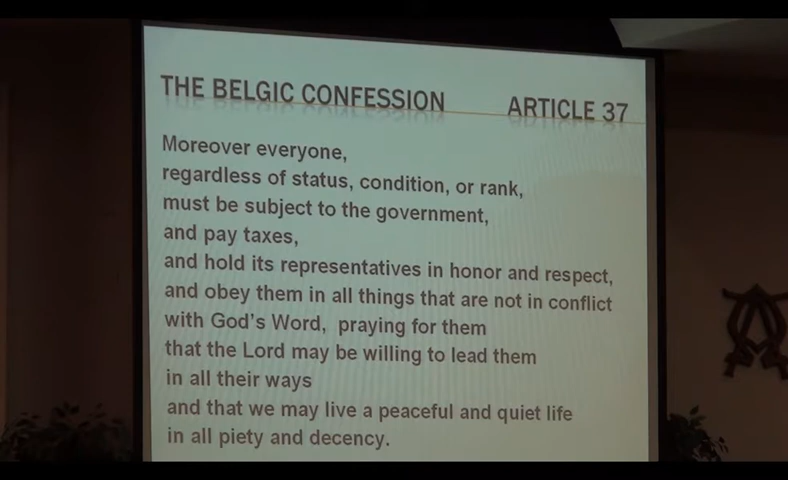 THE BELGIC CONFESSION ARTICLE 37
Moreover everyone,
regardless of status, condition, or rank,
must be subject to the government,
and pay taxes,
and hold its representatives in honor and respect,
and obey them in all things that are not in conflict
with God's Word, praying for them
that the Lord may be willing to lead them
in all their ways
and that we may live a peaceful and quiet life
in all piety and decency.